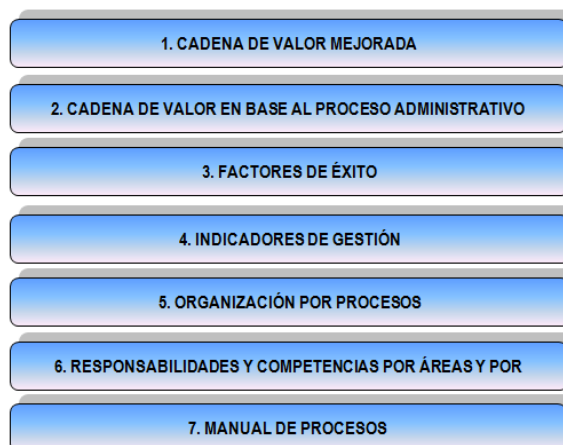 1. CADENA DE VALOR MEJORADA
2. CADENA DE VALOR EN BASE AL PROCESO ADMINISTRATIVO
3. FACTORES DE ÉXITO
4. INDICADORES DE GESTIÓN
5. ORGANIZACIÓN POR PROCESOS
6. RESPONSABILIDADES Y COMPETENCIAS POR ÁREAS Y POR
7. MANUAL DE PROCESOS